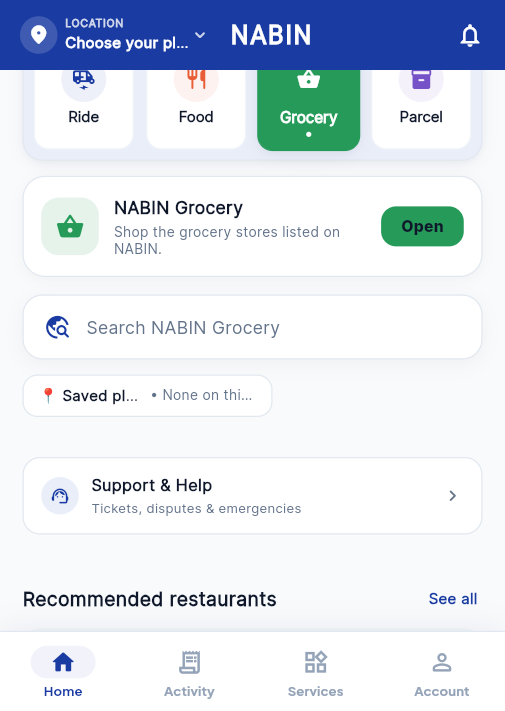 LOCATION
Choose your pl...
NABIN
Ride
Food
Grocery
Parcel
NABIN Grocery
Shop the grocery stores listed on
NABIN.
Open
Search NABIN Grocery
Saved pl... • None on thi...
Support & Help
Tickets, disputes & emergencies
Recommended restaurants
See all
Home
Activity
Services
Account